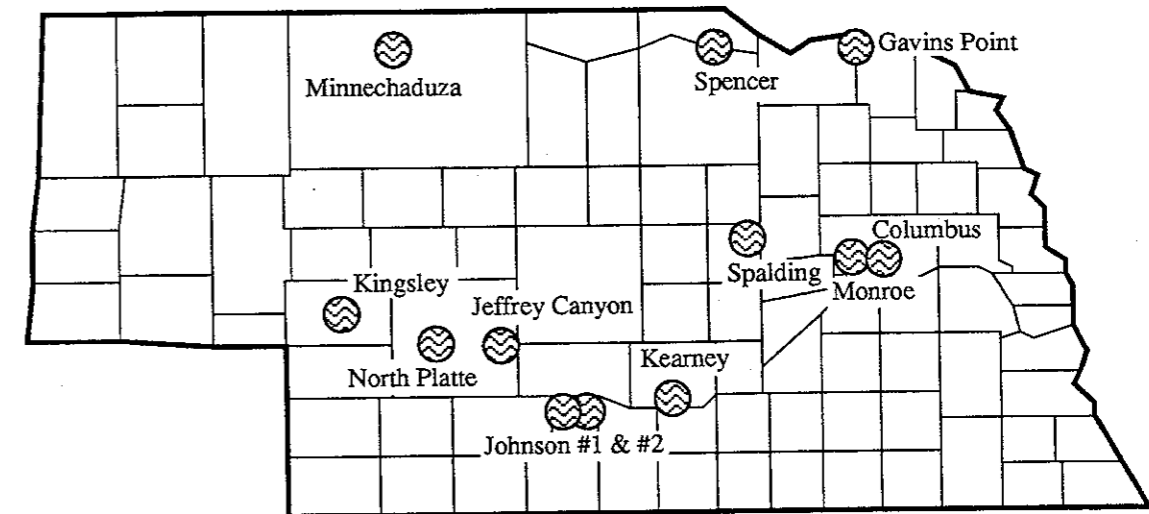 Gavins Point
Minnechaduza
Spencer
Columbus
Spalding
Monroe
Kingsley
Jeffrey Canyon
North Platte
Kearney
Johnson #1 & #2